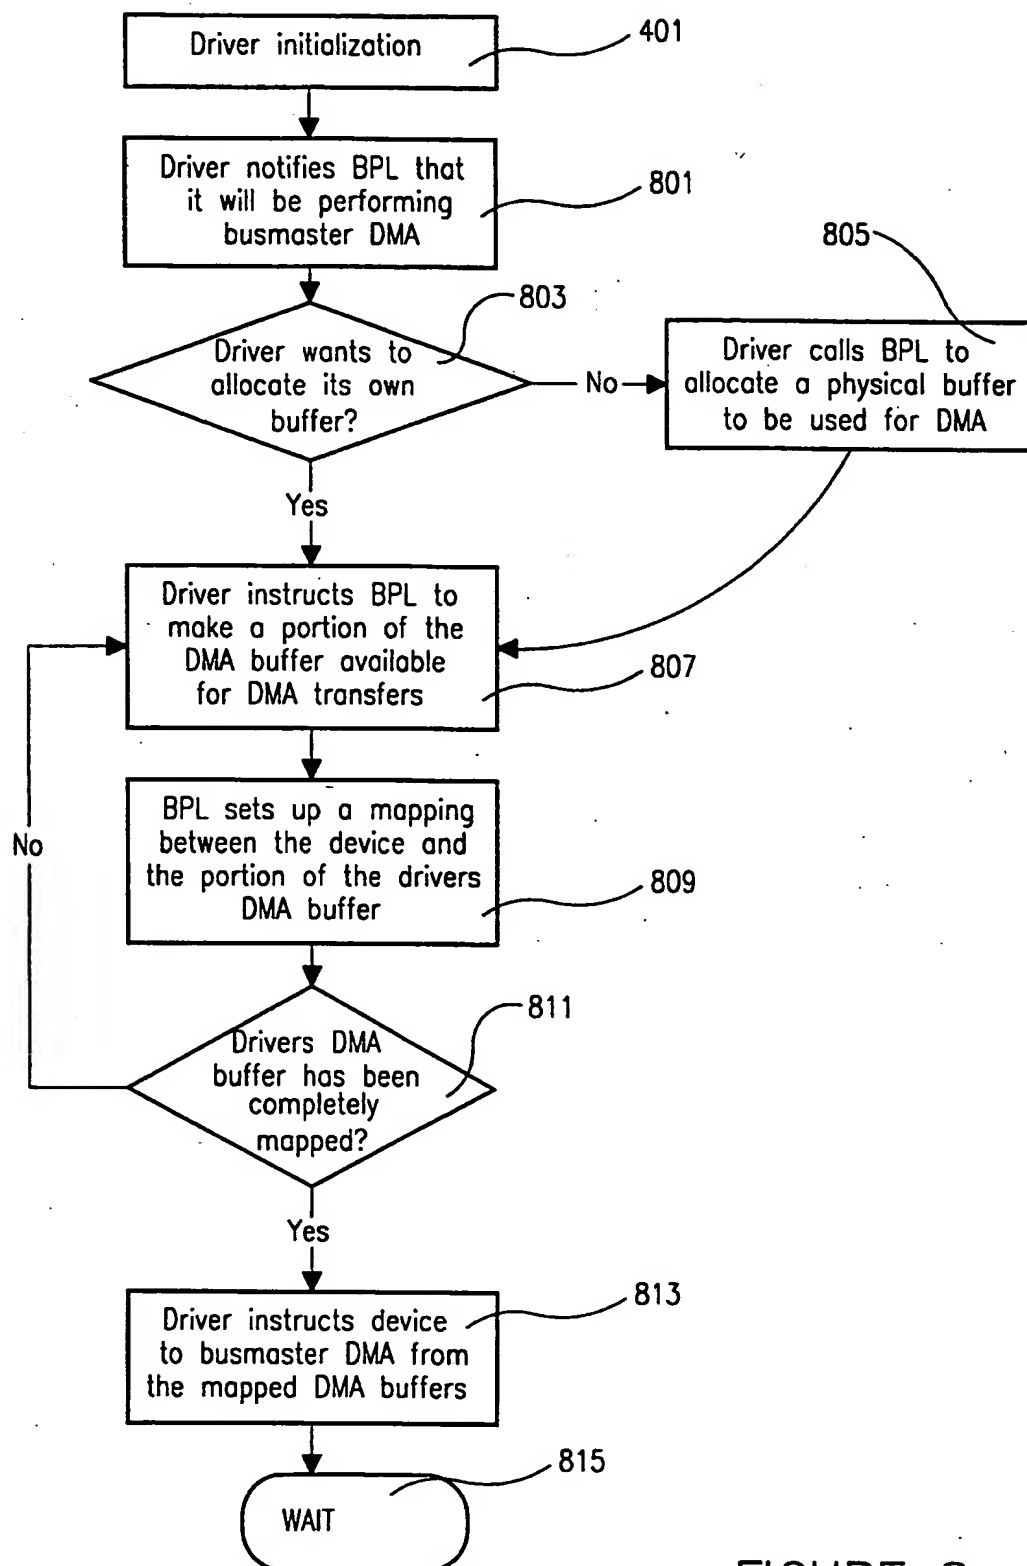 Driver initialization
401
Driver notifies BPL that
it will be performing
busmaster DMA
801
805
803
Driver wants to
allocate its own
buffer?
No
Driver calls BPL to
allocate a physical buffer
to be used for DMA
Yes
Driver instructs BPL to
make a portion of the
DMA buffer available
for DMA transfers
807
BPL sets up a mapping
between the device and
the portion of the drivers
DMA buffer
809
No
811
Drivers DMA
buffer has been
completely
mapped?
Yes
Driver instructs device
to busmaster DMA from
the mapped DMA buffers
813
815
WAIT
FIGURE